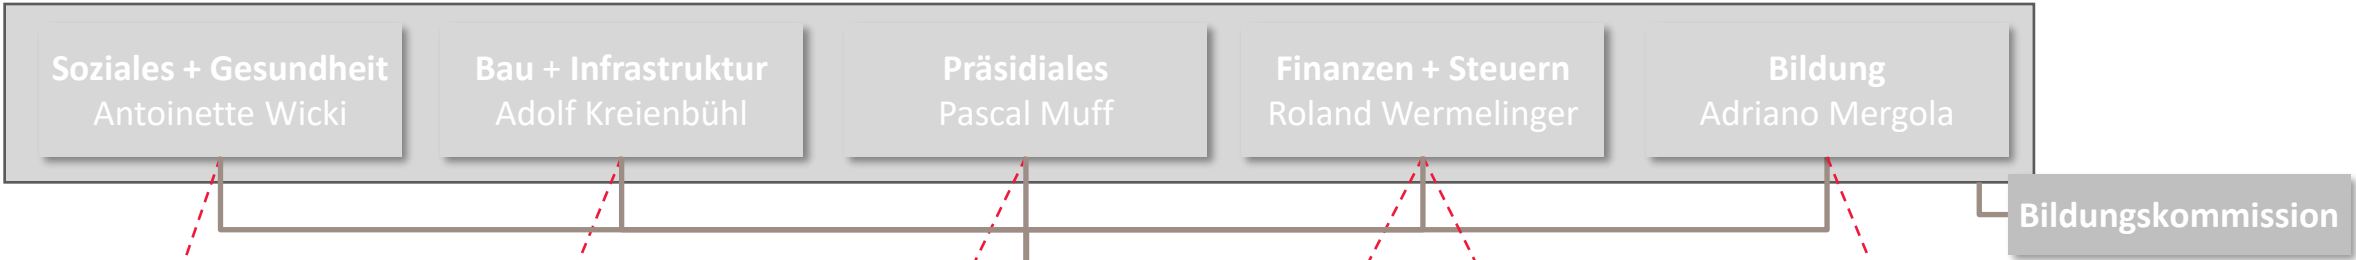 Soziales + Gesundheit
Antoinette Wicki
Bau + Infrastruktur
Adolf Kreienbühl
Präsidiales
Pascal Muff
Finanzen + Steuern
Roland Wermelinger
Bildung
Adriano Mergola
Bildungskommission